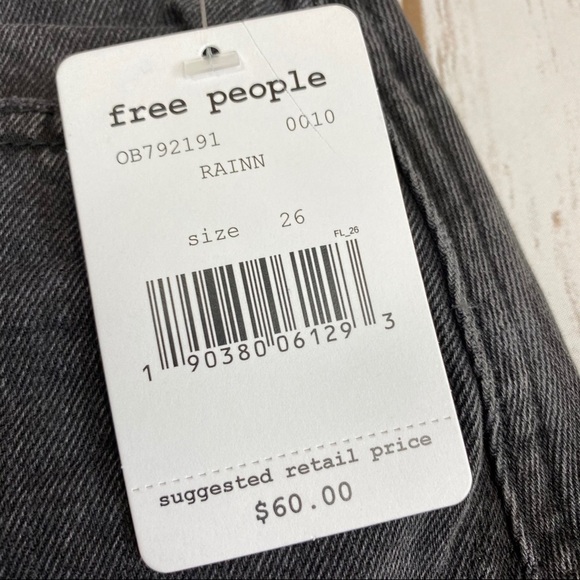 free people
OB792191 0010
RAINN
size 26
FL_26
1 90380 06129 3
suggested retail price
$60.00